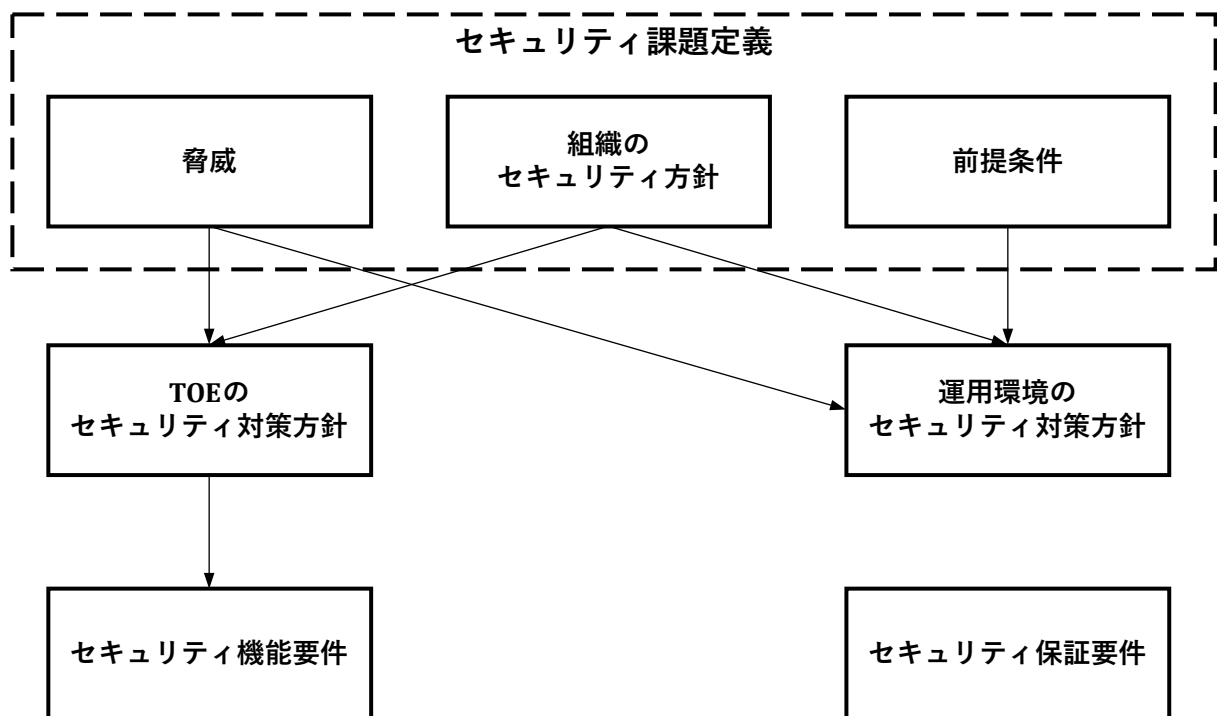 セキュリティ課題定義
脅威
組織の
セキュリティ方針
前提条件
TOEの
セキュリティ対策方針
運用環境の
セキュリティ対策方針
セキュリティ機能要件
セキュリティ保証要件